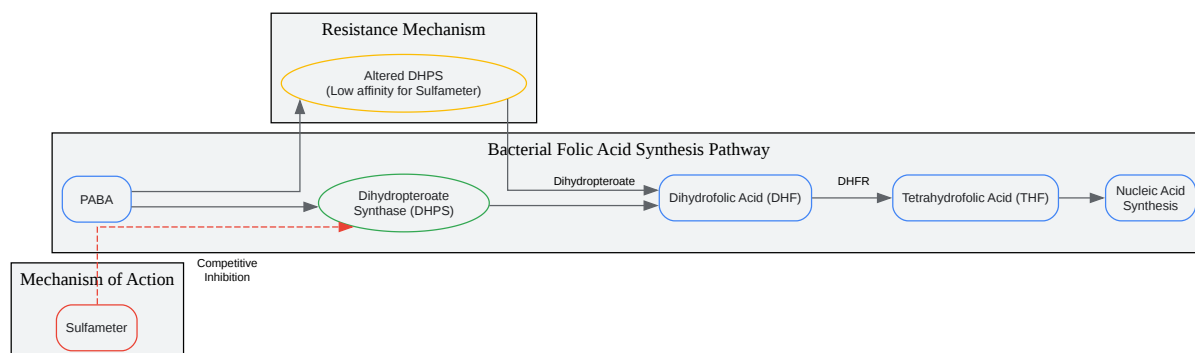 Resistance Mechanism
Altered DHPS
(Low affinity for Sulfameter)
Bacterial Folic Acid Synthesis Pathway
PABA
Dihydropteroate
Synthase (DHPS)
Dihydropteroate
Dihydrofolic Acid (DHF)
DHFR
Tetrahydrofolic Acid (THF)
Nucleic Acid
Synthesis
Competitive
Inhibition
Mechanism of Action
Sulfameter